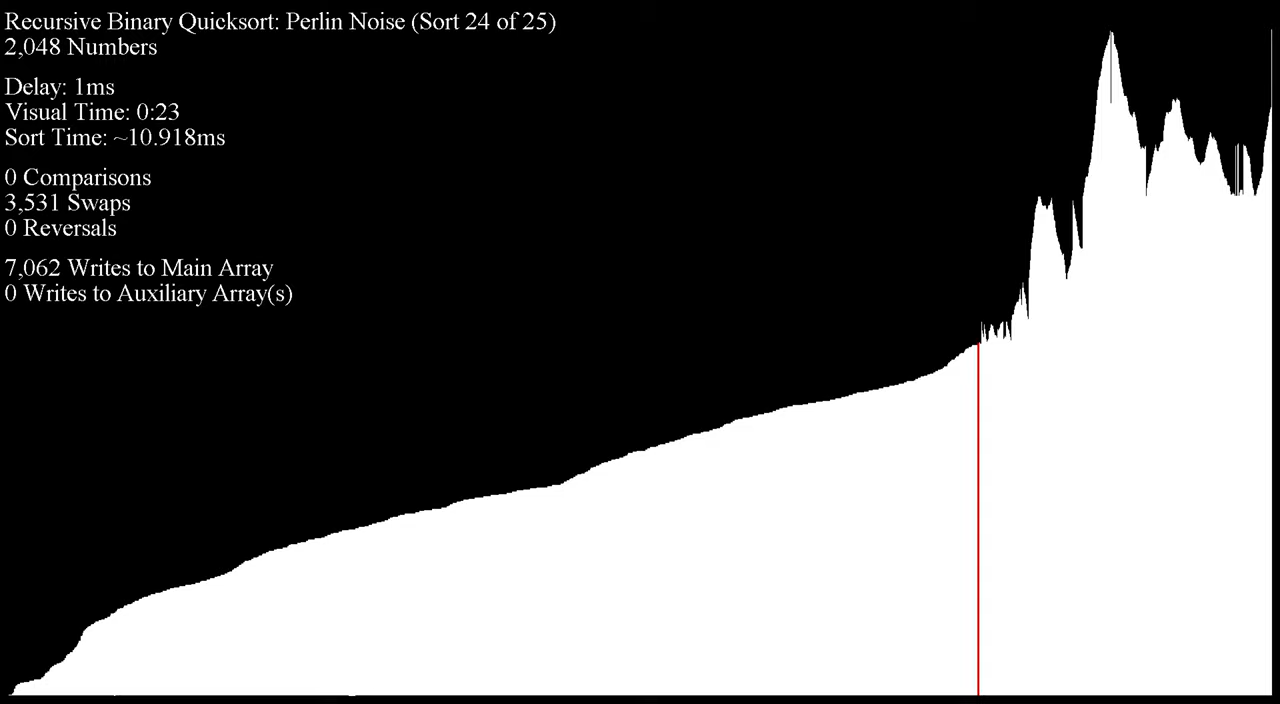 Recursive Binary Quicksort: Perlin Noise (Sort 24 of 25)
2,048 Numbers
Delay: 1ms
Visual Time: 0:23
Sort Time: ~10.918ms
0 Comparisons
3,531 Swaps
0 Reversals
7,062 Writes to Main Array
0 Writes to Auxiliary Array(s)